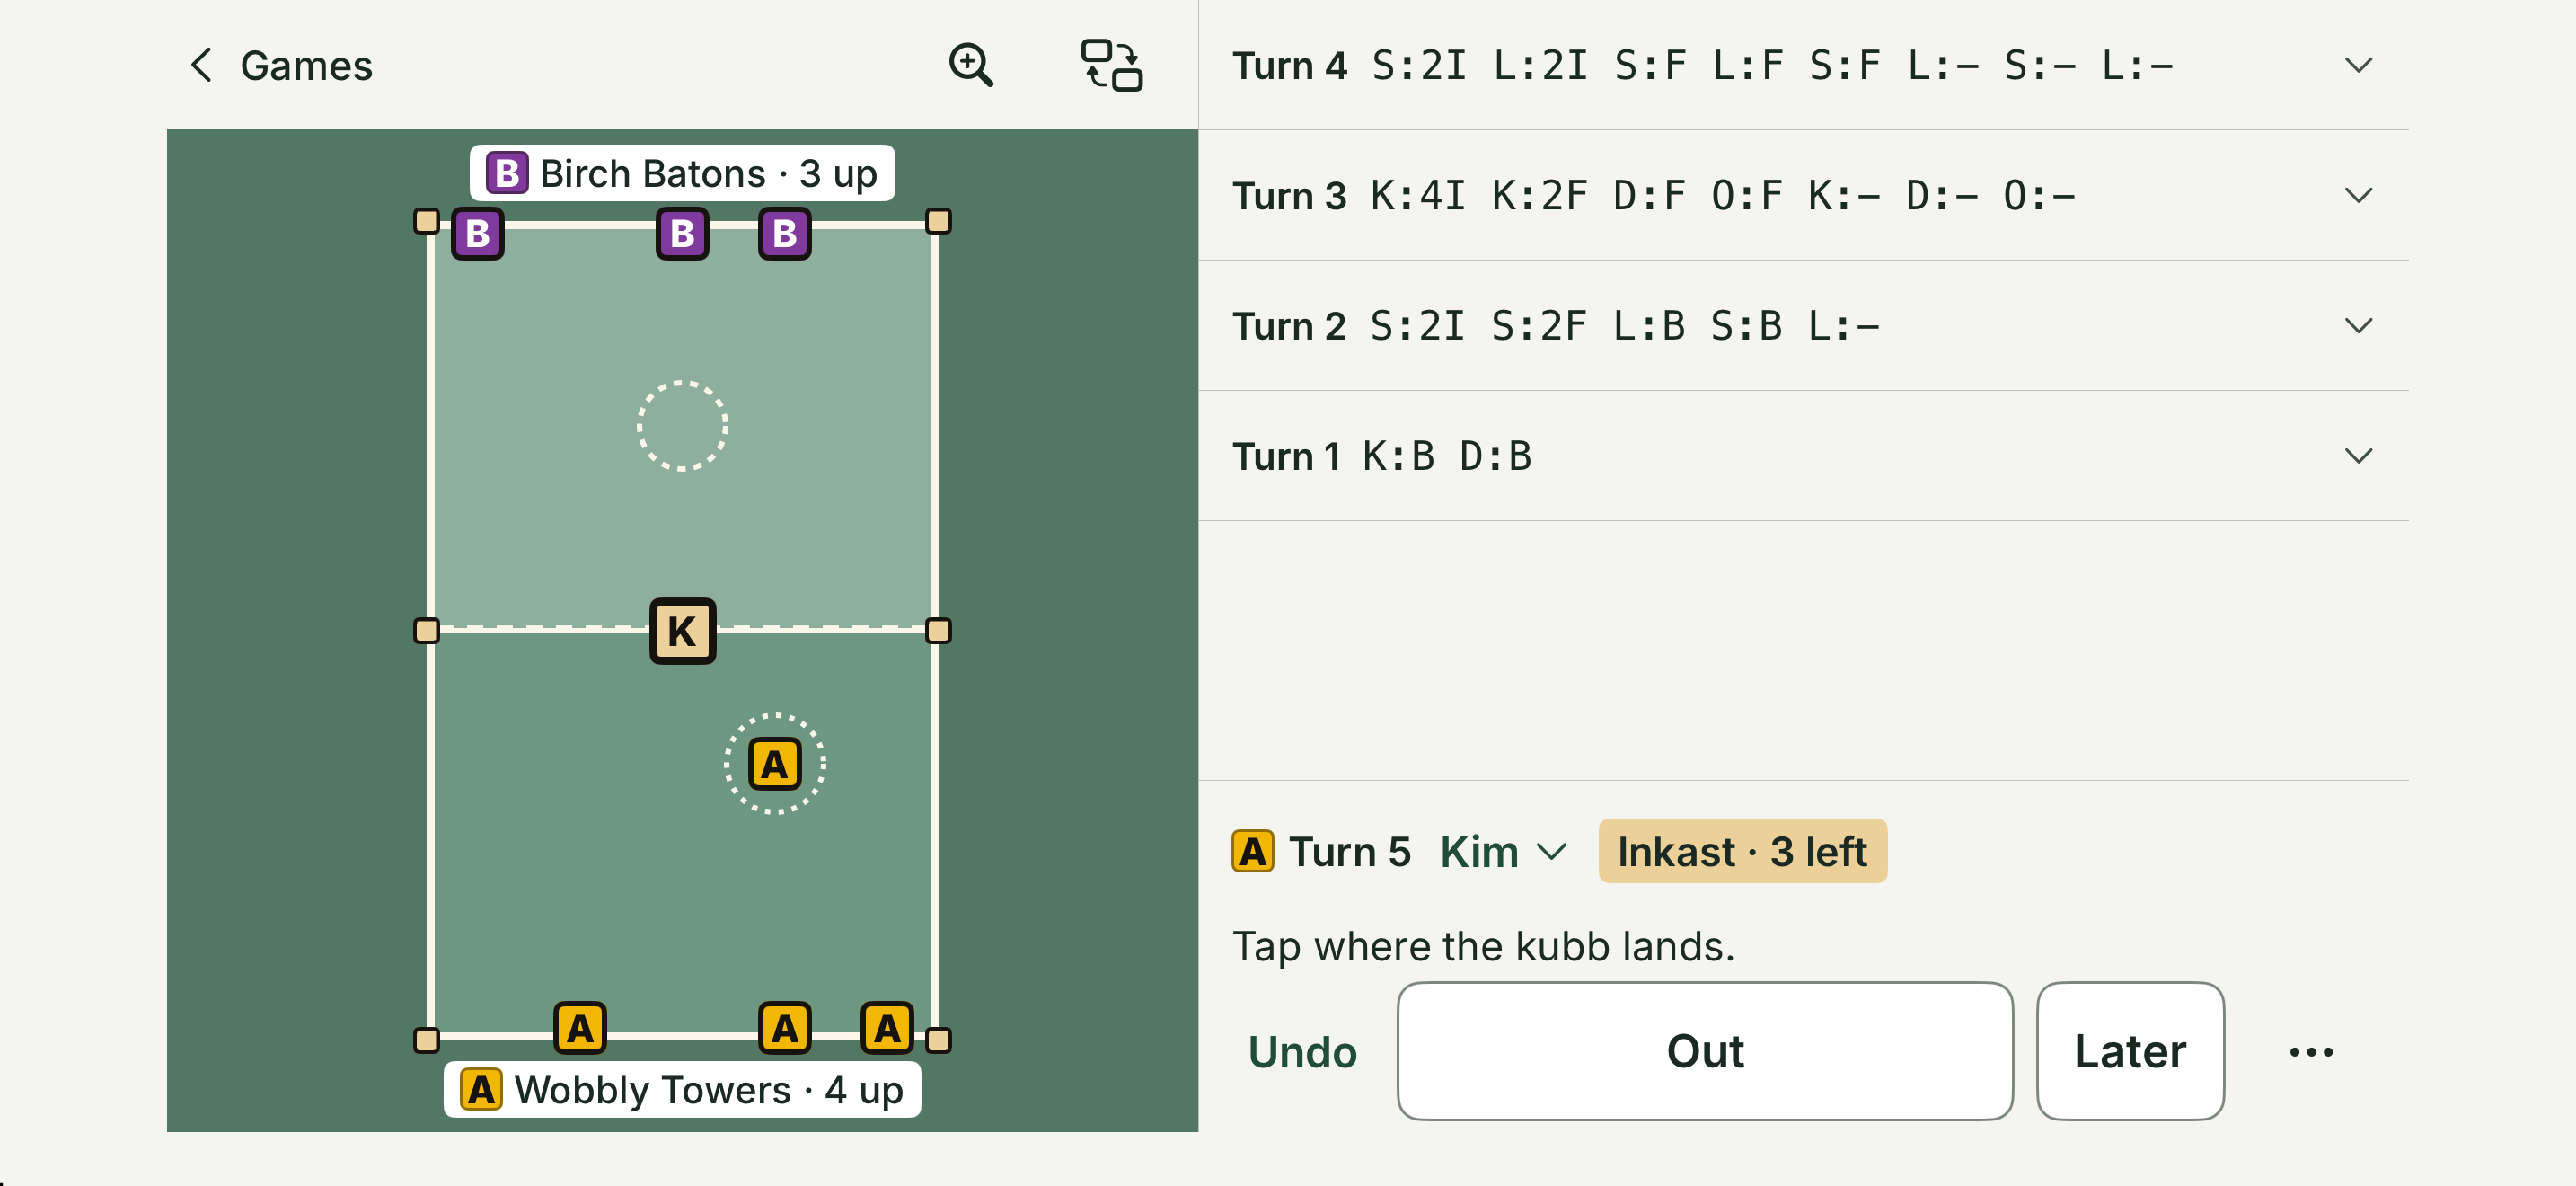 Games
B Birch Batons · 3 up
B B B
K
A
A A A
A Wobbly Towers · 4 up
Turn 4 S:2I L:2I S:F L:F S:F L:– S:– L:–
Turn 3 K:4I K:2F D:F O:F K:– D:– O:–
Turn 2 S:2I S:2F L:B S:B L:–
Turn 1 K:B D:B
A Turn 5 Kim Inkast · 3 left
Tap where the kubb lands.
Undo Out Later